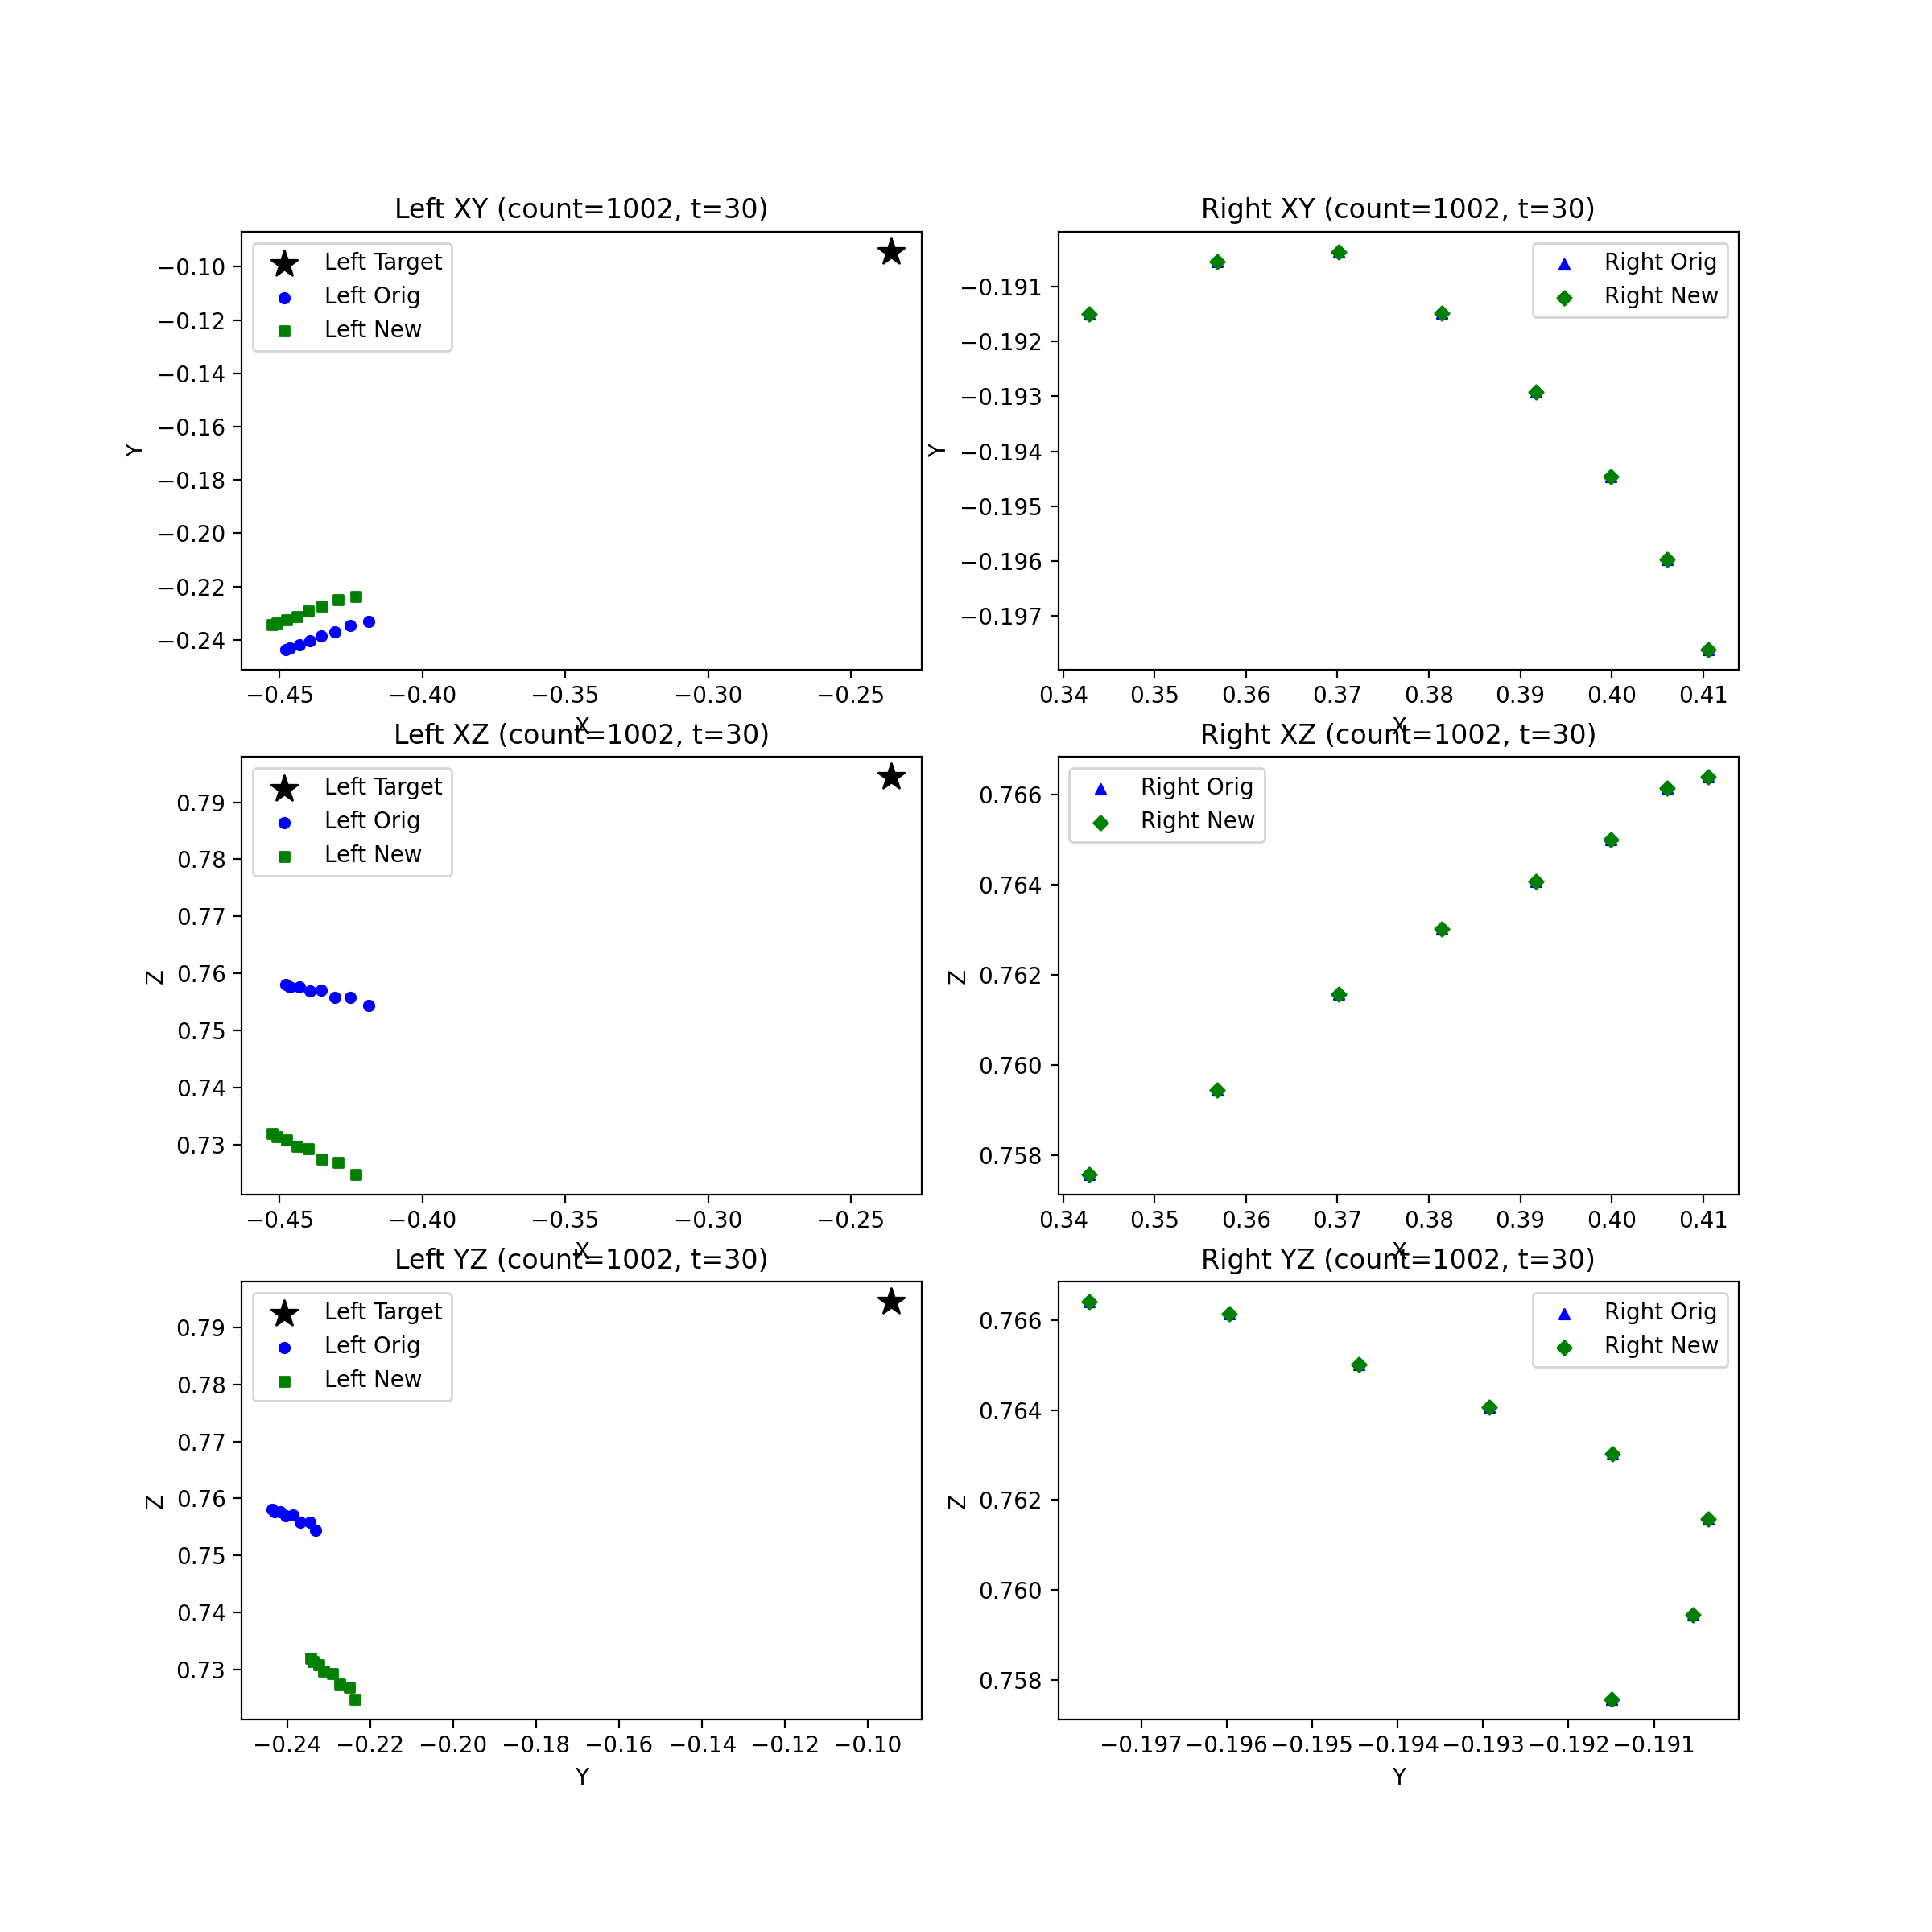 Left XY (count=1002, t=30)
Left Target
Left Orig
Left New
−0.10
−0.12
−0.14
−0.16
−0.18
−0.20
−0.22
−0.24
Y
−0.45 −0.40 −0.35 −0.30 −0.25
X
Right XY (count=1002, t=30)
Right Orig
Right New
−0.191
−0.192
−0.193
−0.194
−0.195
−0.196
−0.197
Y
0.34 0.35 0.36 0.37 0.38 0.39 0.40 0.41
X
Left XZ (count=1002, t=30)
Left Target
Left Orig
Left New
0.79
0.78
0.77
0.76
0.75
0.74
0.73
Z
−0.45 −0.40 −0.35 −0.30 −0.25
X
Right XZ (count=1002, t=30)
Right Orig
Right New
0.766
0.764
0.762
0.760
0.758
Z
0.34 0.35 0.36 0.37 0.38 0.39 0.40 0.41
X
Left YZ (count=1002, t=30)
Left Target
Left Orig
Left New
0.79
0.78
0.77
0.76
0.75
0.74
0.73
Z
−0.24 −0.22 −0.20 −0.18 −0.16 −0.14 −0.12 −0.10
Y
Right YZ (count=1002, t=30)
Right Orig
Right New
0.766
0.764
0.762
0.760
0.758
Z
−0.197 −0.196 −0.195 −0.194 −0.193 −0.192 −0.191
Y